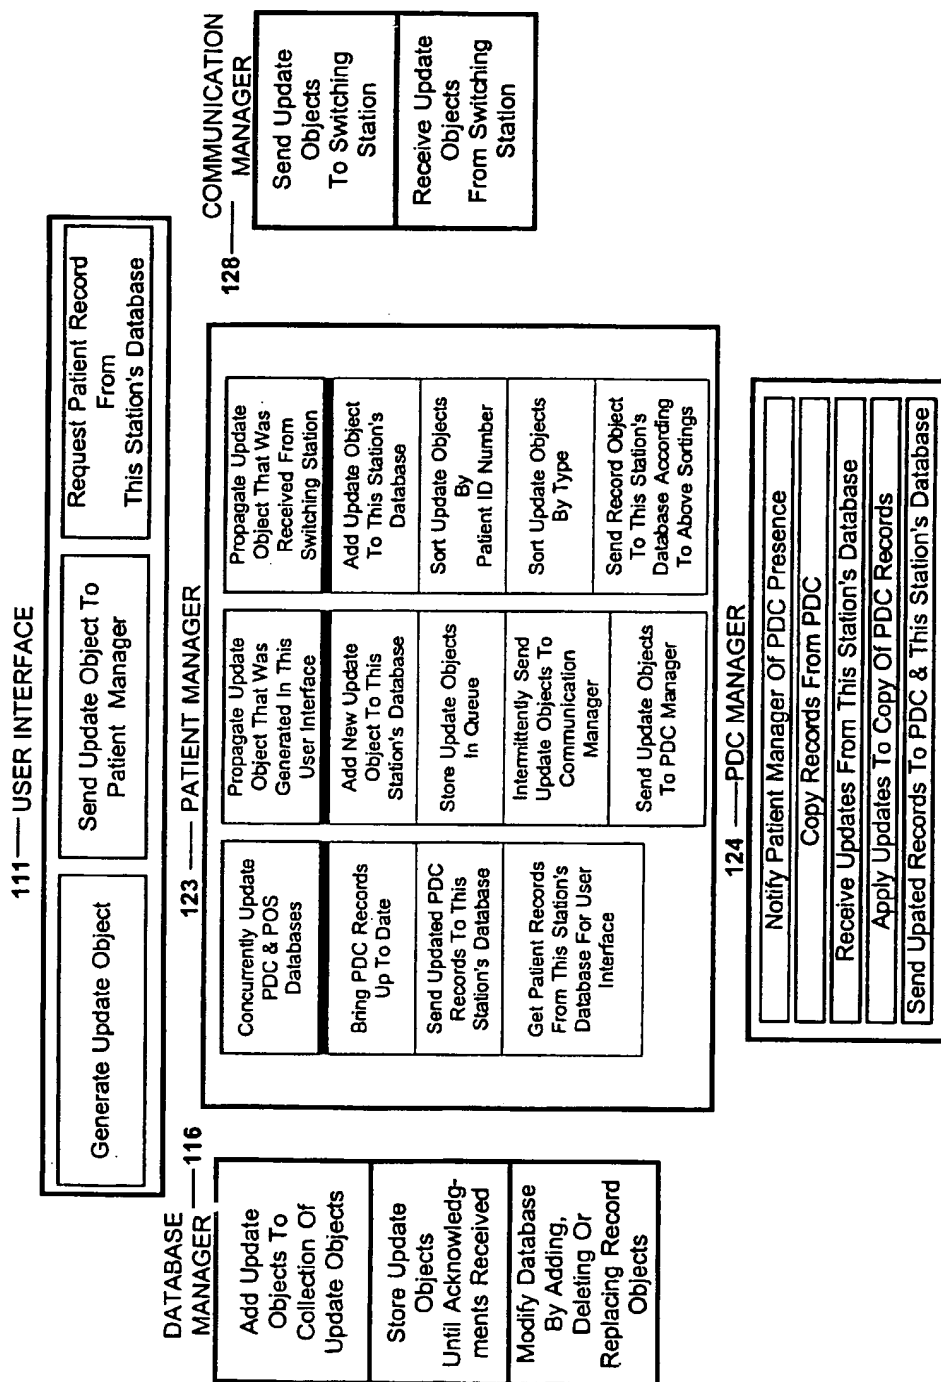 111 — USER INTERFACE
Generate Update Object
Send Update Object To
Patient Manager
Request Patient Record
From
This Station's Database
DATABASE
MANAGER — 116
Add Update
Objects To
Collection Of
Update Objects
Store Update
Objects
Until Acknowledg-
ments Received
Modify Database
By Adding,
Deleting Or
Replacing Record
Objects
123 — PATIENT MANAGER
Concurrently Update
PDC & POS
Databases
Bring PDC Records
Up To Date
Send Updated PDC
Records To This
Station's Database
Get Patient Records
From This Station's
Database For User
Interface
Propagate Update
Object That Was
Generated In This
User Interface
Add New Update
Object To This
Station's Database
Store Update Objects
In Queue
Intermittently Send
Update Objects To
Communication
Manager
Send Update Objects
To PDC Manager
Propagate Update
Object That Was
Received From
Switching Station
Add Update Object
To This Station's
Database
Sort Update Objects
By
Patient ID Number
Sort Update Objects
By Type
Send Record Object
To This Station's
Database According
To Above Sortings
COMMUNICATION
MANAGER
128 —
Send Update
Objects
To Switching
Station
Receive Update
Objects
From Switching
Station
124 — PDC MANAGER
Notify Patient Manager Of PDC Presence
Copy Records From PDC
Receive Updates From This Station's Database
Apply Updates To Copy Of PDC Records
Send Upated Records To PDC & This Station's Database